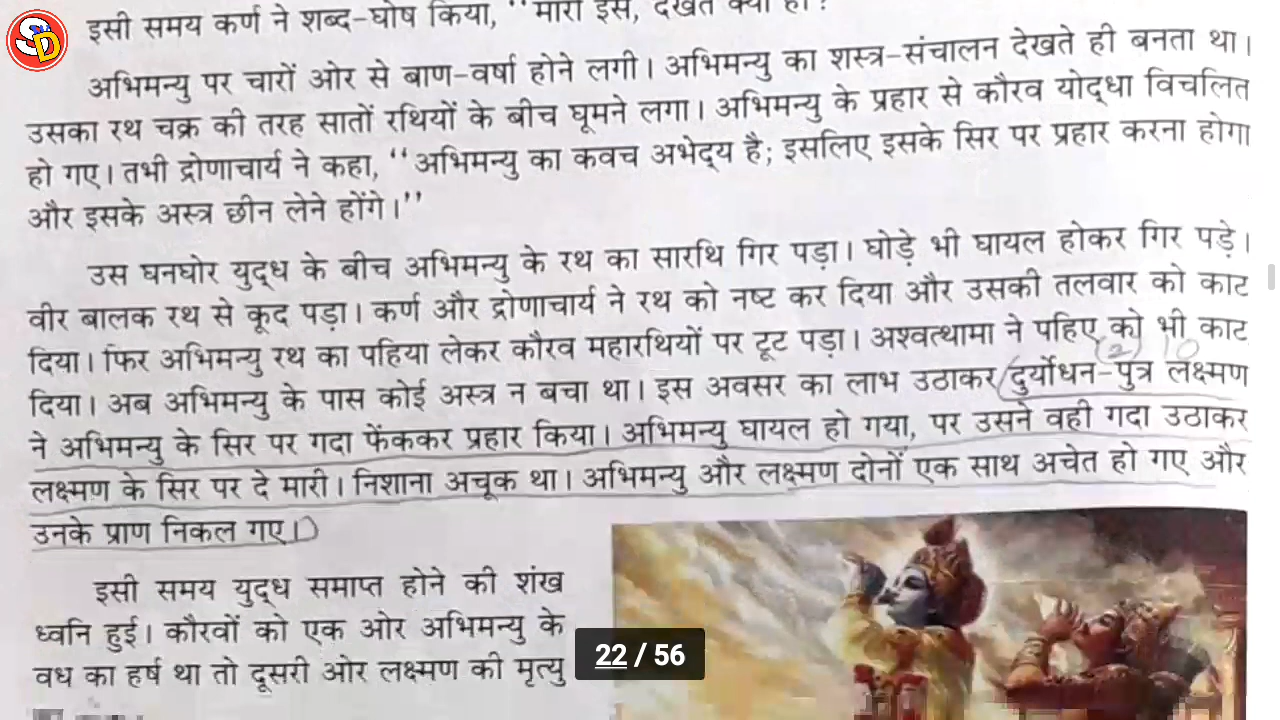 SD
इसी समय कर्ण ने शब्द-घोष किया, ‘‘मारो इसे, देखते क्या हो?
अभिमन्यु पर चारों ओर से बाण-वर्षा होने लगी। अभिमन्यु का शस्त्र-संचालन देखते ही बनता था।
उसका रथ चक्र की तरह सातों रथियों के बीच घूमने लगा। अभिमन्यु के प्रहार से कौरव योद्धा विचलित
हो गए। तभी द्रोणाचार्य ने कहा, ‘‘अभिमन्यु का कवच अभेद्य है; इसलिए इसके सिर पर प्रहार करना होगा
और इसके अस्त्र छीन लेने होंगे।’’
उस घनघोर युद्ध के बीच अभिमन्यु के रथ का सारथि गिर पड़ा। घोड़े भी घायल होकर गिर पड़े।
वीर बालक रथ से कूद पड़ा। कर्ण और द्रोणाचार्य ने रथ को नष्ट कर दिया और उसकी तलवार को काट
दिया। फिर अभिमन्यु रथ का पहिया लेकर कौरव महारथियों पर टूट पड़ा। अश्वत्थामा ने पहिए को भी काट
(2) 10
दिया। अब अभिमन्यु के पास कोई अस्त्र न बचा था। इस अवसर का लाभ उठाकर (दुर्योधन-पुत्र लक्ष्मण
ने अभिमन्यु के सिर पर गदा फेंककर प्रहार किया। अभिमन्यु घायल हो गया, पर उसने वही गदा उठाकर
लक्ष्मण के सिर पर दे मारी। निशाना अचूक था। अभिमन्यु और लक्ष्मण दोनों एक साथ अचेत हो गए और
उनके प्राण निकल गए।)
इसी समय युद्ध समाप्त होने की शंख
ध्वनि हुई। कौरवों को एक ओर अभिमन्यु के
वध का हर्ष था तो दूसरी ओर लक्ष्मण की मृत्यु
22 / 56